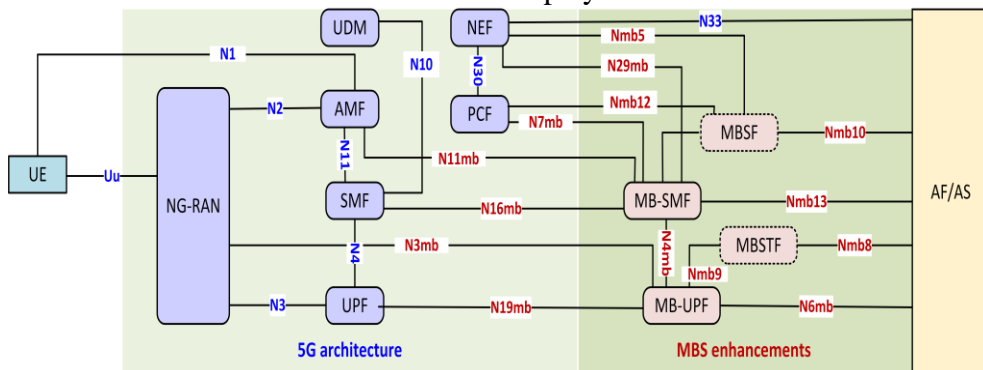 UDM
NEF
N33
Nmb5
N1
N10
N30
N29mb
N2
AMF
PCF
Nmb12
N7mb
MBSF
Nmb10
N11
N11mb
UE
Uu
NG-RAN
SMF
N16mb
MB-SMF
Nmb13
AF/AS
N4
N3mb
N4mb
MBSTF
Nmb8
Nmb9
N3
UPF
N19mb
MB-UPF
N6mb
5G architecture
MBS enhancements